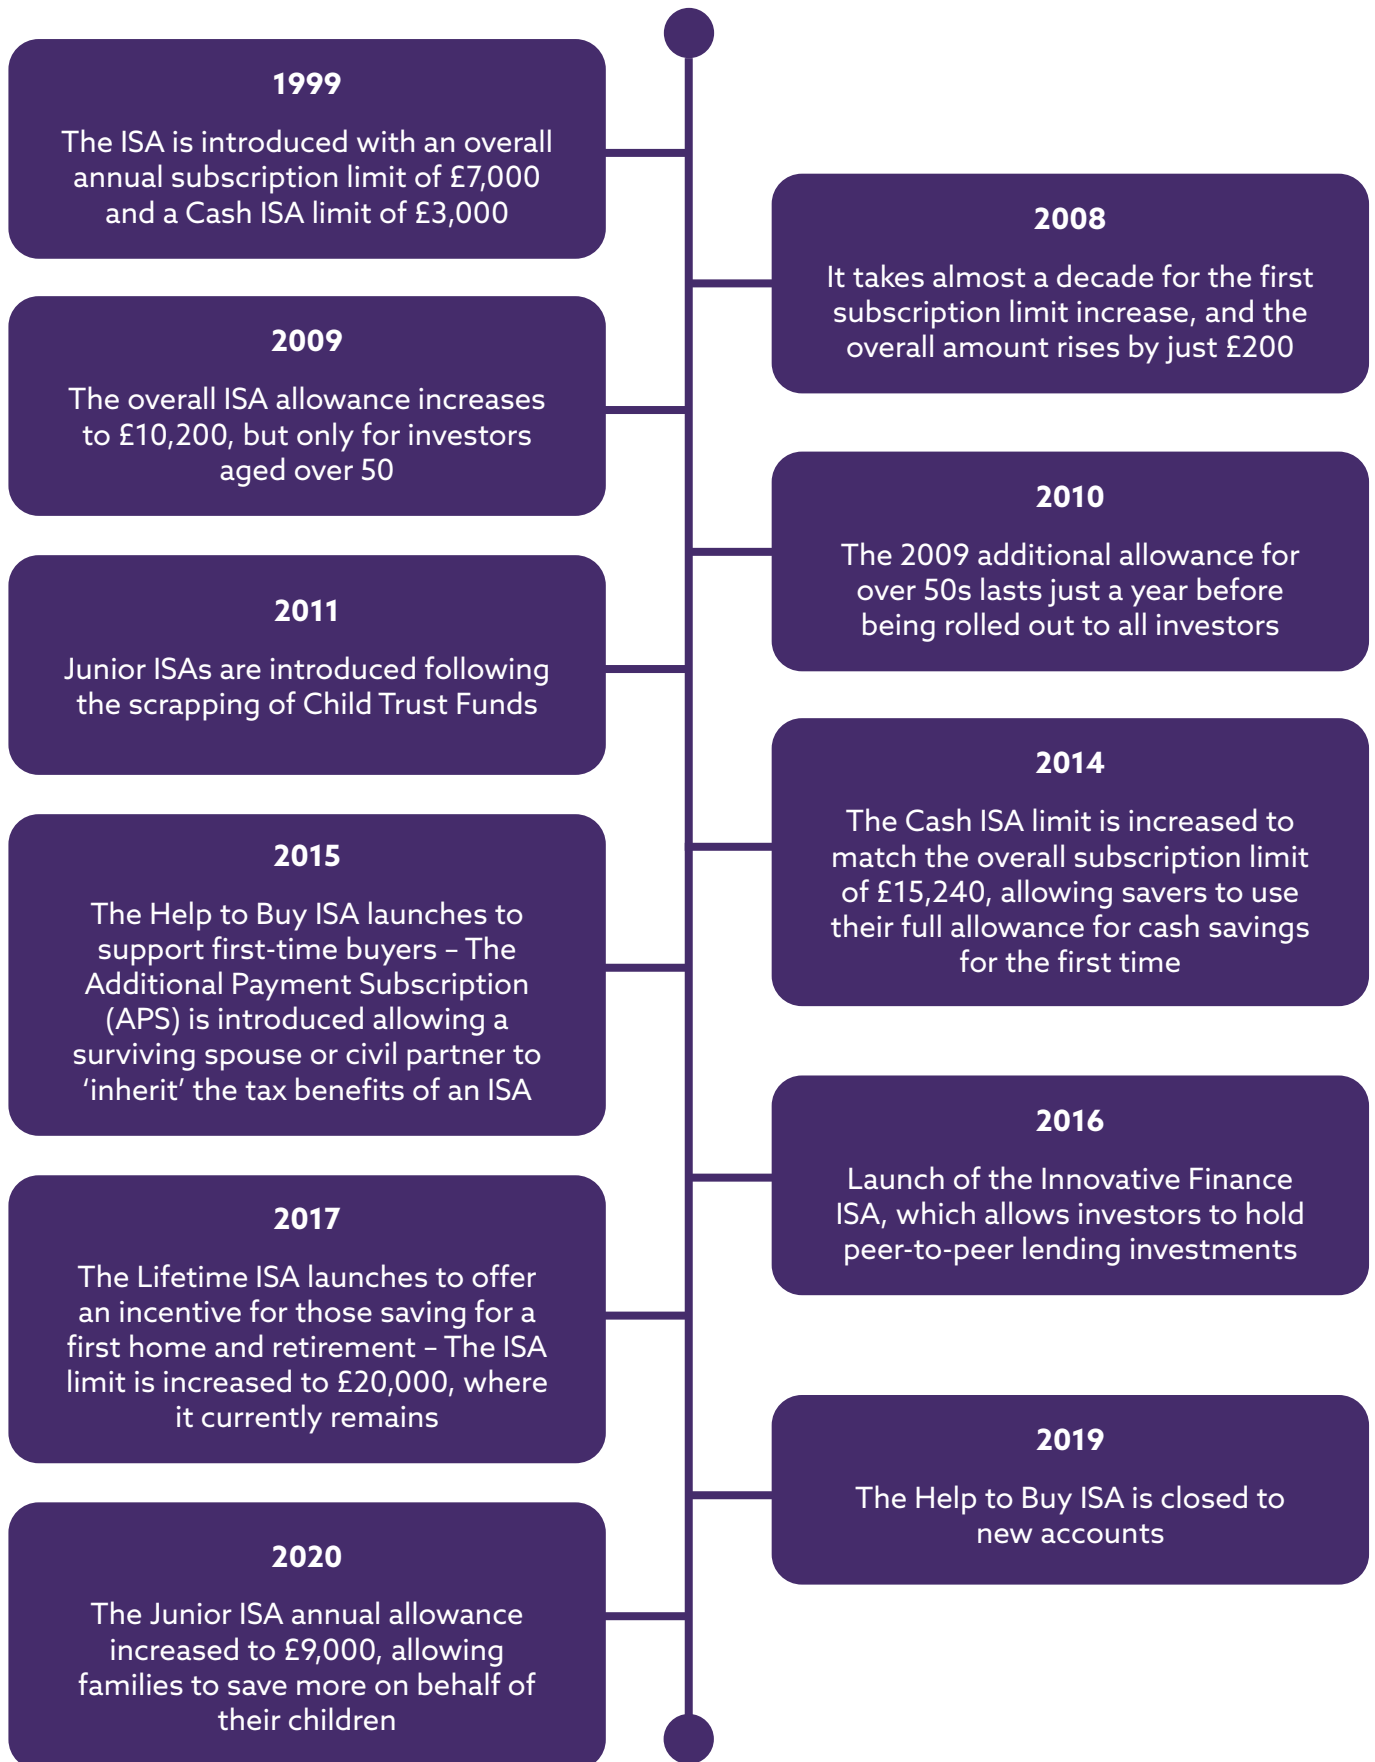 1999
The ISA is introduced with an overall
annual subscription limit of £7,000
and a Cash ISA limit of £3,000
2008
It takes almost a decade for the first
subscription limit increase, and the
overall amount rises by just £200
2009
The overall ISA allowance increases
to £10,200, but only for investors
aged over 50
2010
The 2009 additional allowance for
over 50s lasts just a year before
being rolled out to all investors
2011
Junior ISAs are introduced following
the scrapping of Child Trust Funds
2014
The Cash ISA limit is increased to
match the overall subscription limit
of £15,240, allowing savers to use
their full allowance for cash savings
for the first time
2015
The Help to Buy ISA launches to
support first-time buyers – The
Additional Payment Subscription
(APS) is introduced allowing a
surviving spouse or civil partner to
‘inherit’ the tax benefits of an ISA
2016
Launch of the Innovative Finance
ISA, which allows investors to hold
peer-to-peer lending investments
2017
The Lifetime ISA launches to offer
an incentive for those saving for a
first home and retirement – The ISA
limit is increased to £20,000, where
it currently remains
2019
The Help to Buy ISA is closed to
new accounts
2020
The Junior ISA annual allowance
increased to £9,000, allowing
families to save more on behalf of
their children